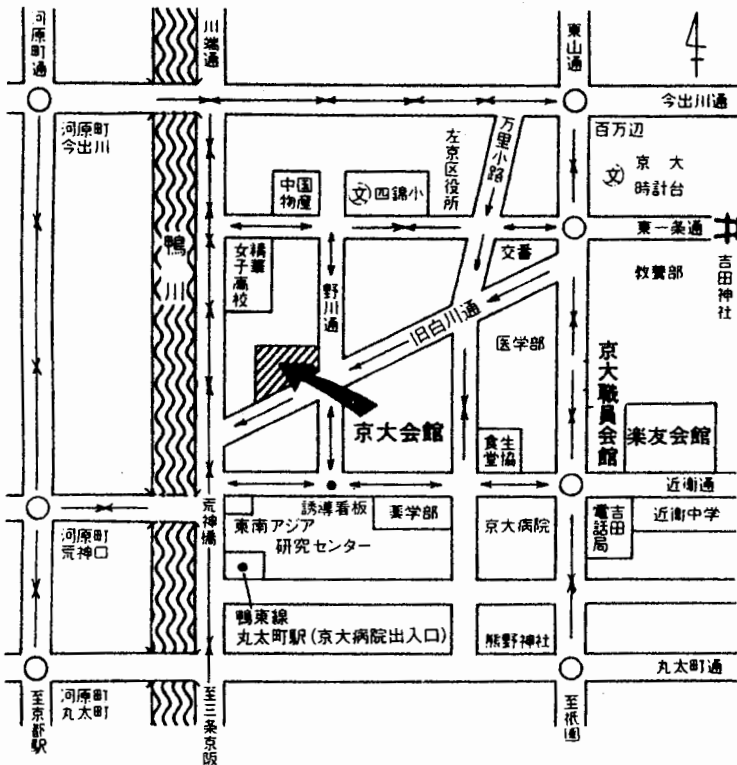 河原町通
川端通
東山通
今出川通
河原町
今出川
百万辺
左京区役所
万里小路
文
京大
時計台
中国
物産
文四錦小
東一条通
鴨川
精華
女子高校
野川通
交番
教養部
吉田神社
旧白川通
医学部
京大会館
京大職員会館
楽友会館
生協
食堂
近衛通
荒神橋
誘導看板
薬学部
東南アジア
研究センター
京大病院
吉田
電話局
近衛中学
河原町
荒神口
鴨東線
丸太町駅(京大病院出入口)
熊野神社
丸太町通
至京都駅
河原町
丸太町
至三条京阪
至祇園